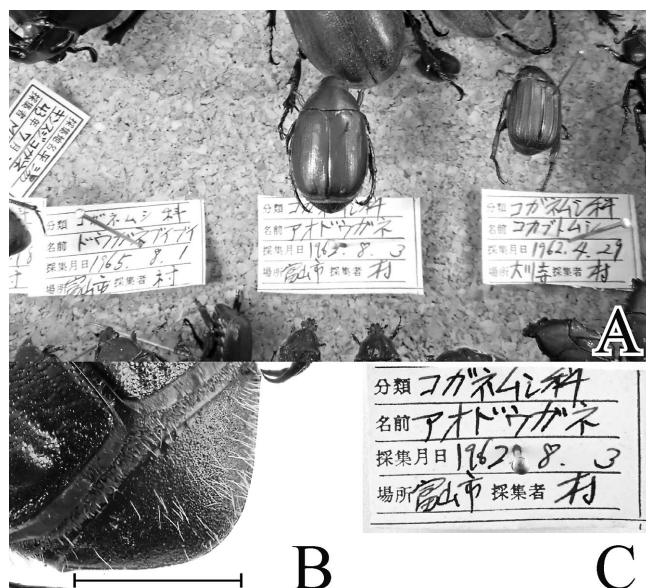 分類 コガネムシ科
名前 ドウガネブイブイ
採集月日 1965. 8. 1
場所 富山市 採集者 村
分類 コガネムシ科
名前 アオドウガネ
採集月日 1962. 8. 3
場所 富山市 採集者 村
分類 コガネムシ科
名前 コカブトムシ
採集月日 1962. 4. 29
場所 大川寺 採集者 村
A
分類 コガネムシ科
名前 アオドウガネ
採集月日 1962. 8. 3
場所 富山市 採集者 村
B
C